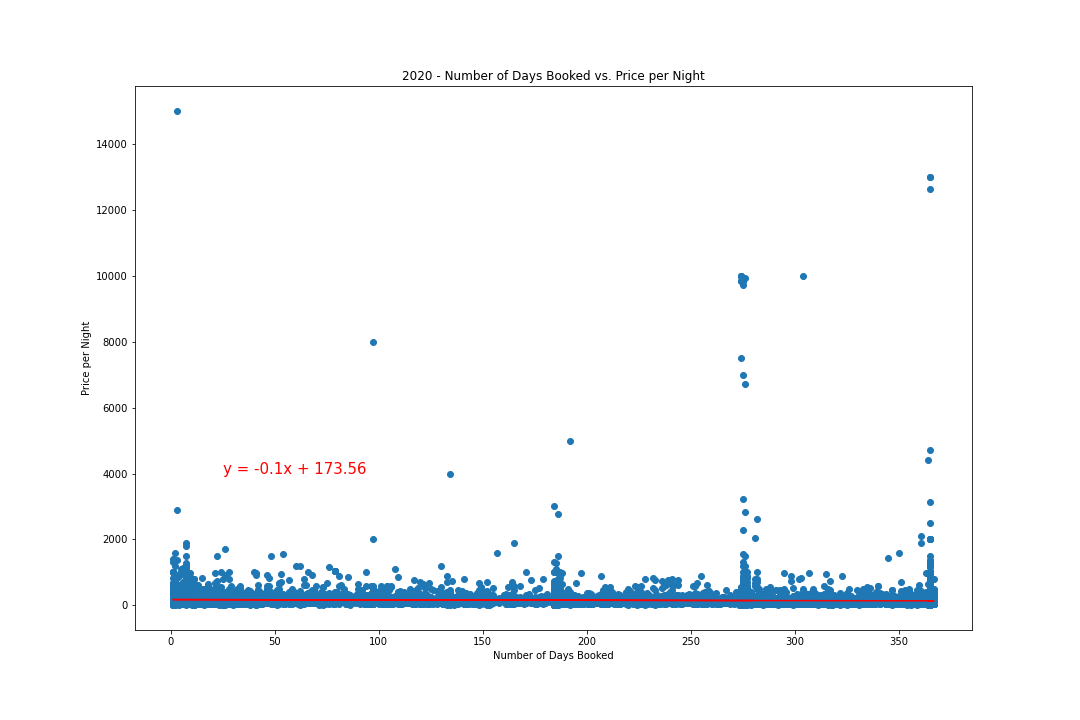 2020 - Number of Days Booked vs. Price per Night
14000
12000
10000
8000
6000
4000
2000
0
Price per Night
y = -0.1x + 173.56
0 50 100 150 200 250 300 350
Number of Days Booked